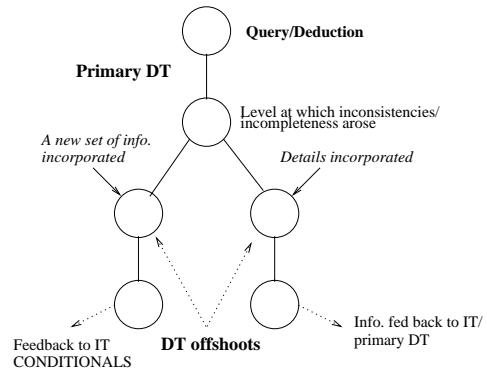 Query/Deduction
Primary DT
Level at which inconsistencies/
incompleteness arose
A new set of info.
incorporated
Details incorporated
Feedback to IT
CONDITIONALS
DT offshoots
Info. fed back to IT/
primary DT